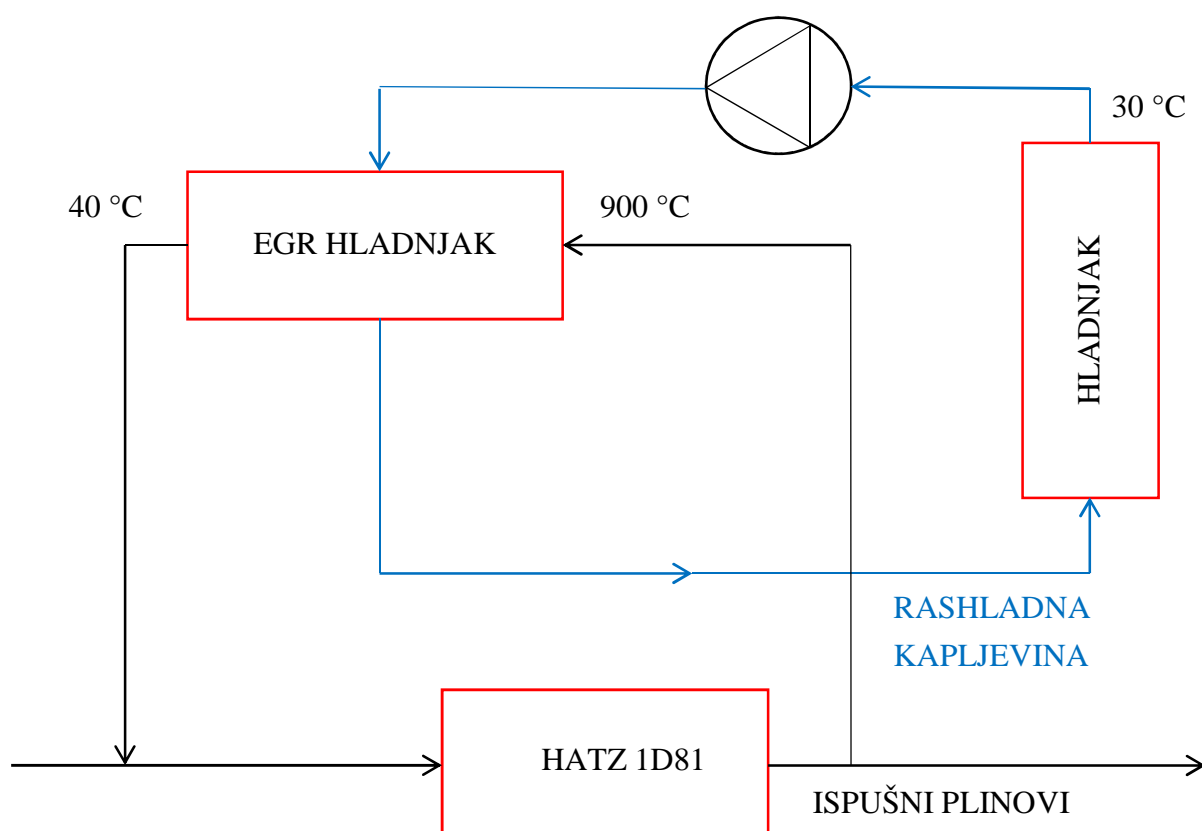 30 °C
40 °C
900 °C
EGR HLADNJAK
HLADNJAK
RASHLADNA
KAPLJEVINA
HATZ 1D81
ISPUŠNI PLINOVI